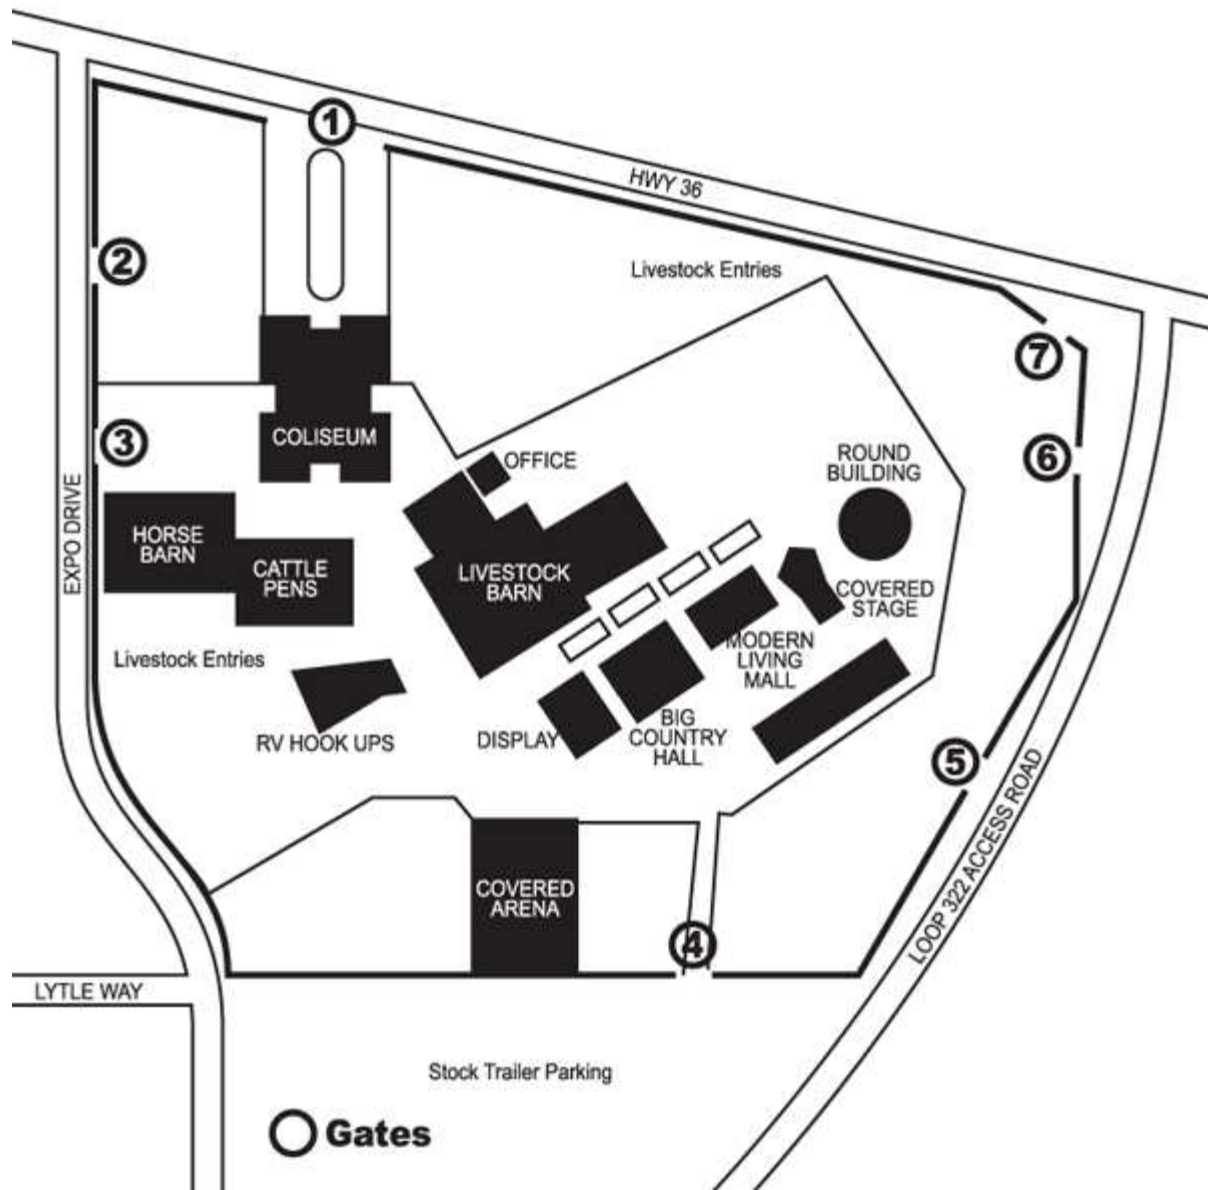 1
HWY 36
2
Livestock Entries
7
3
COLISEUM
OFFICE
ROUND
BUILDING
6
EXPO DRIVE
HORSE
BARN
CATTLE
PENS
LIVESTOCK
BARN
COVERED
STAGE
Livestock Entries
MODERN
LIVING
MALL
RV HOOK UPS
DISPLAY
BIG
COUNTRY
HALL
5
LOOP 322 ACCESS ROAD
COVERED
ARENA
4
LYTLE WAY
Stock Trailer Parking
Gates